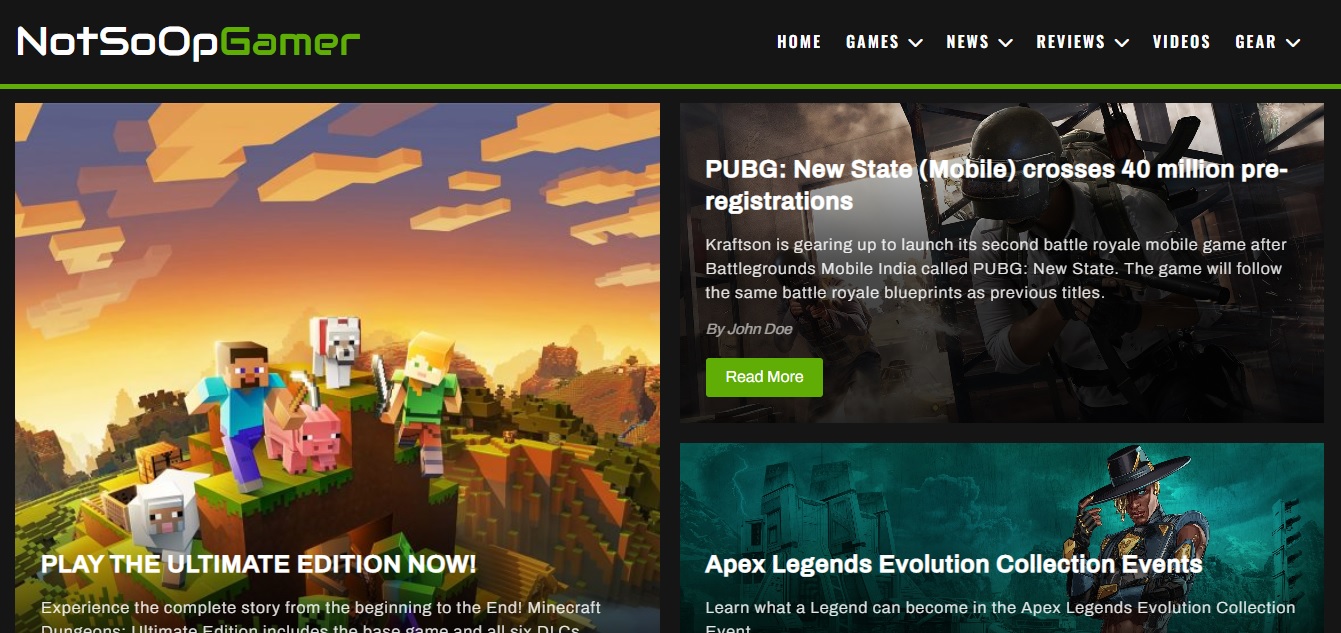 NotSoOpGamer
HOME GAMES NEWS REVIEWS VIDEOS GEAR
PLAY THE ULTIMATE EDITION NOW!
Experience the complete story from the beginning to the End! Minecraft
Dungeons: Ultimate Edition includes the base game and all six DLCs
PUBG: New State (Mobile) crosses 40 million pre-
registrations
Kraftson is gearing up to launch its second battle royale mobile game after
Battlegrounds Mobile India called PUBG: New State. The game will follow
the same battle royale blueprints as previous titles.
By John Doe
Read More
Apex Legends Evolution Collection Events
Learn what a Legend can become in the Apex Legends Evolution Collection
Event